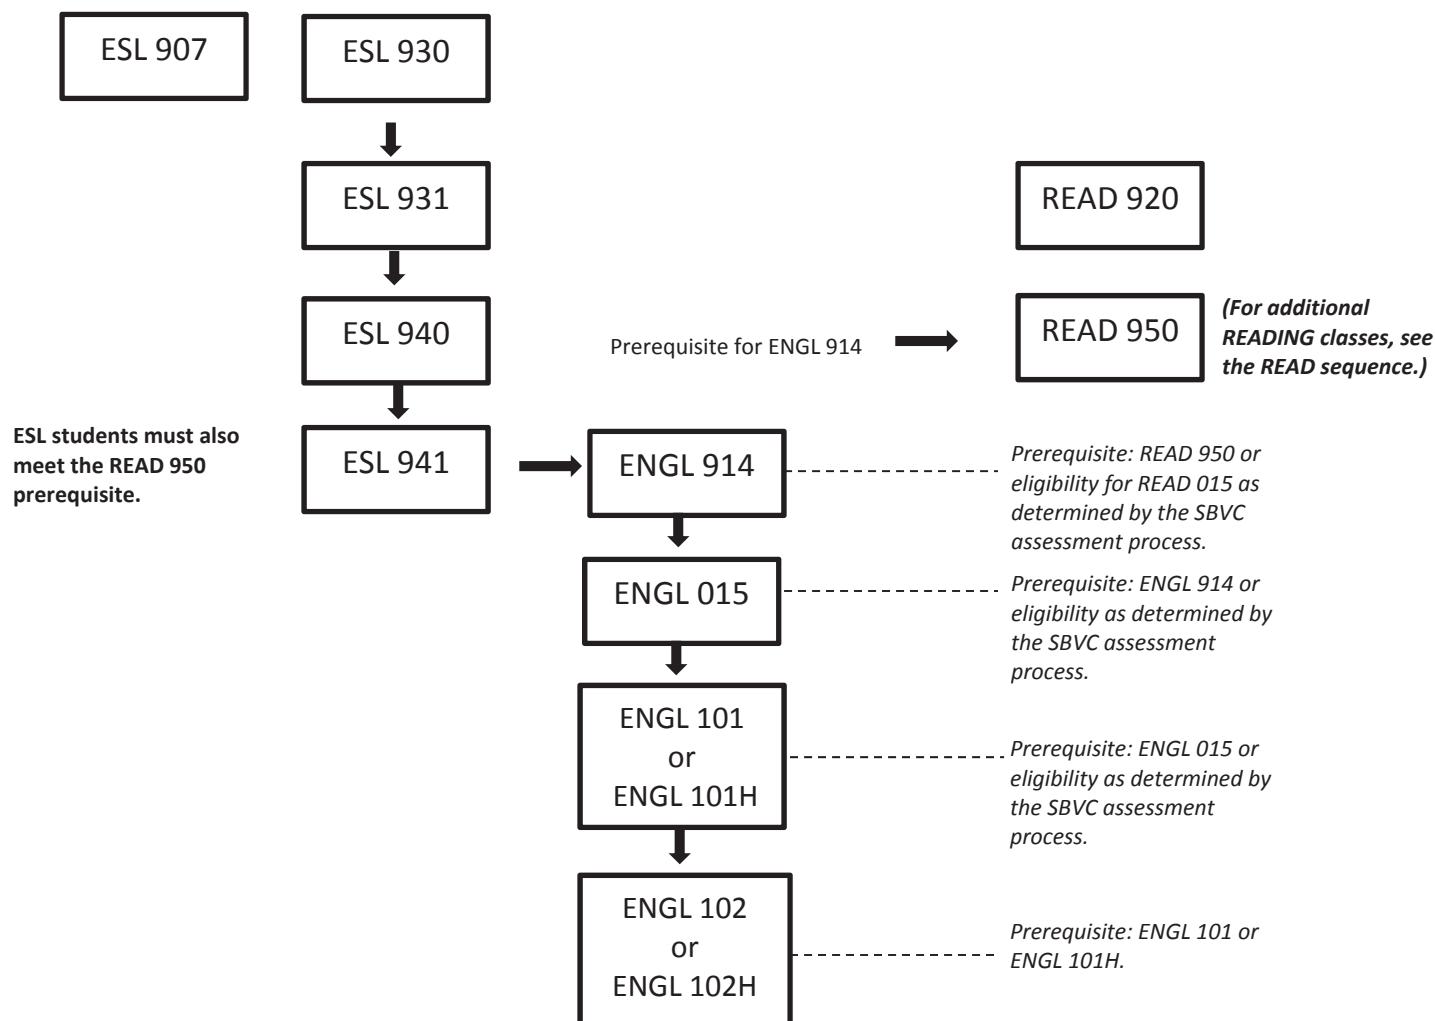 ESL 907
ESL 930
ESL 931
READ 920
ESL 940
Prerequisite for ENGL 914
READ 950
(For additional
READING classes, see
the READ sequence.)
ESL students must also
meet the READ 950
prerequisite.
ESL 941
ENGL 914
Prerequisite: READ 950 or
eligibility for READ 015 as
determined by the SBVC
assessment process.
ENGL 015
Prerequisite: ENGL 914 or
eligibility as determined by
the SBVC assessment
process.
ENGL 101
or
ENGL 101H
Prerequisite: ENGL 015 or
eligibility as determined by
the SBVC assessment
process.
ENGL 102
or
ENGL 102H
Prerequisite: ENGL 101 or
ENGL 101H.